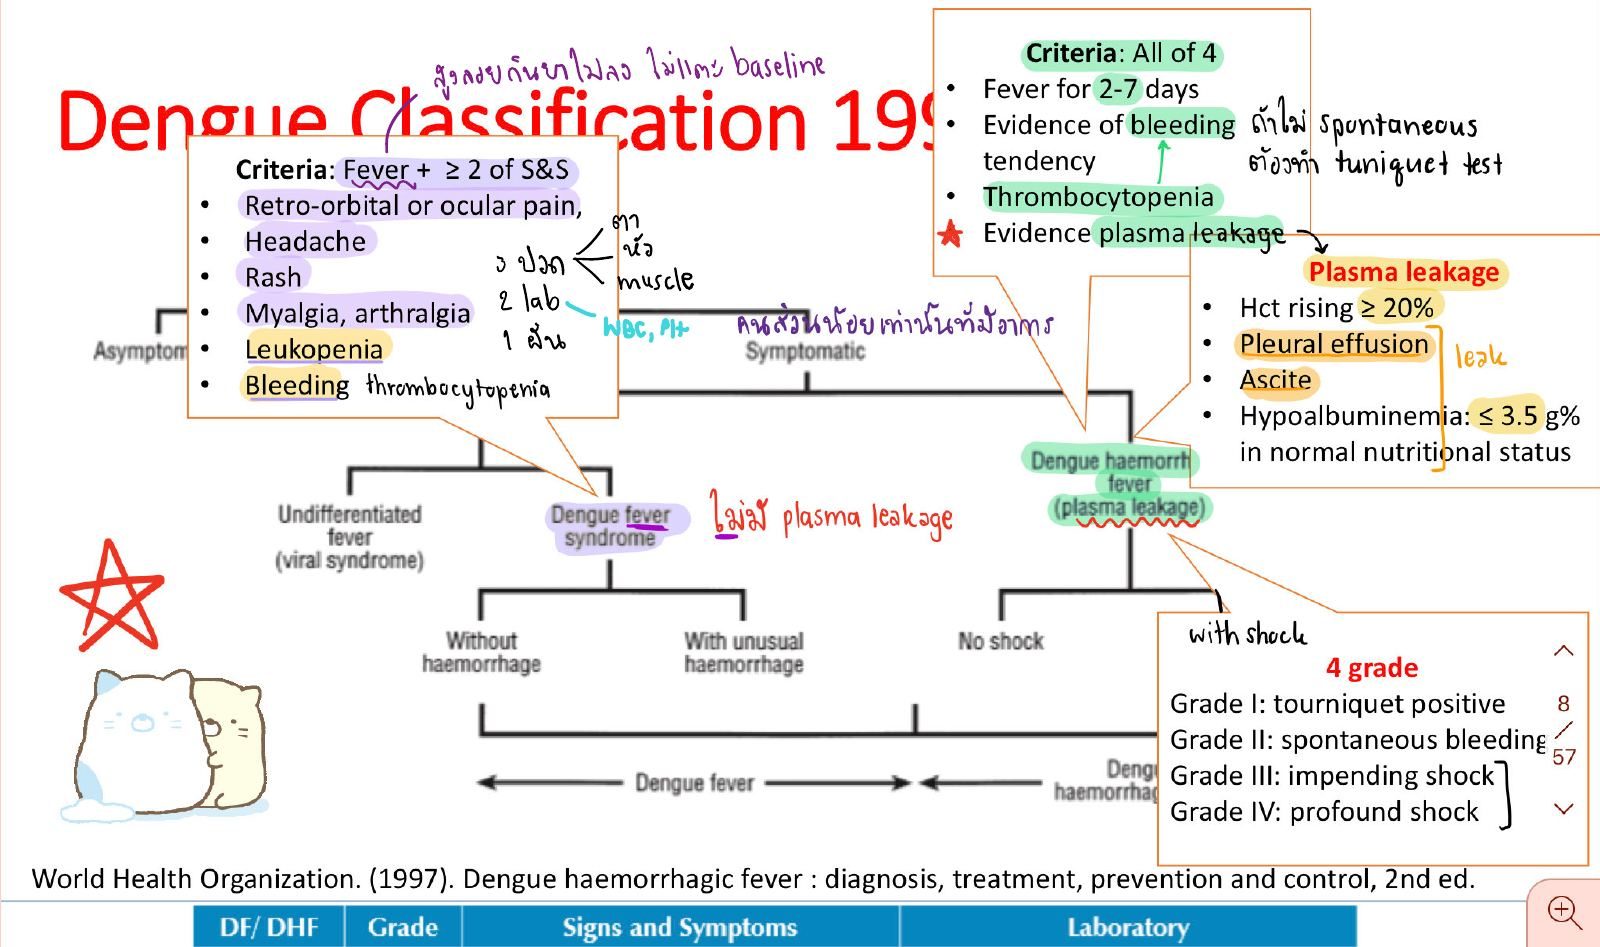 สูงลอยกินยาไม่ลง ไม่แตะ baseline
Dengue Classification 199
Criteria: Fever + ≥ 2 of S&S
• Retro-orbital or ocular pain,
• Headache
• Rash
• Myalgia, arthralgia
• Leukopenia
• Bleeding thrombocytopenia
3 ปวด
ตา
หัว
muscle
2 lab
WBC, Plt
1 ผื่น
Criteria: All of 4
• Fever for 2-7 days
• Evidence of bleeding
tendency
• Thrombocytopenia
Evidence plasma leakage
ถ้าไม่ spontaneous
ต้องทำ tuniquet test
Plasma leakage
• Hct rising ≥ 20%
• Pleural effusion
• Ascite
• Hypoalbuminemia: ≤ 3.5 g%
in normal nutritional status
leak
คนส่วนน้อยเท่านั้นที่มีอาการ
Asymptom
Symptomatic
Undifferentiated
fever
(viral syndrome)
Dengue fever
syndrome
ไม่มี plasma leakage
Dengue haemorrh
fever
(plasma leakage)
Without
haemorrhage
With unusual
haemorrhage
No shock
with shock
4 grade
Grade I: tourniquet positive
Grade II: spontaneous bleeding
Grade III: impending shock
Grade IV: profound shock
8
/
57
Dengue fever
Deng
haemorrhag
World Health Organization. (1997). Dengue haemorrhagic fever : diagnosis, treatment, prevention and control, 2nd ed.
DF/ DHF Grade Signs and Symptoms Laboratory